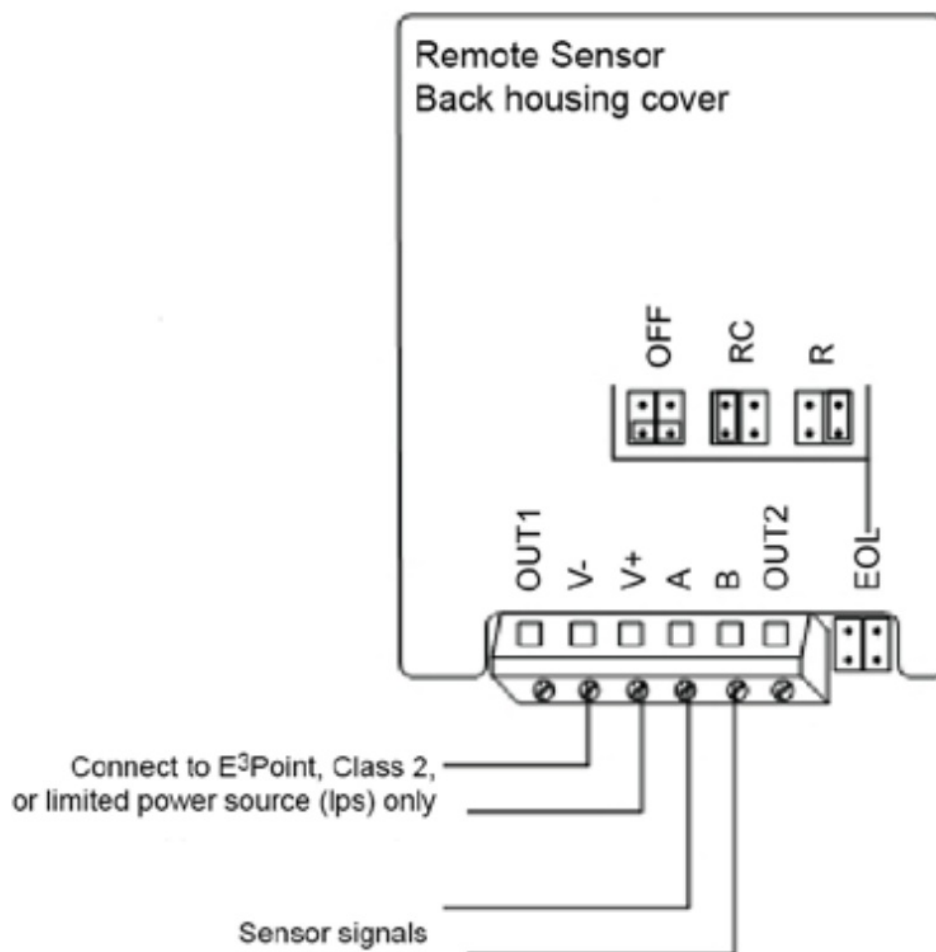 Remote Sensor
Back housing cover
OFF
RC
R
OUT1
V-
V+
A
B
OUT2
EOL
Connect to E³Point, Class 2,
or limited power source (lps) only
Sensor signals